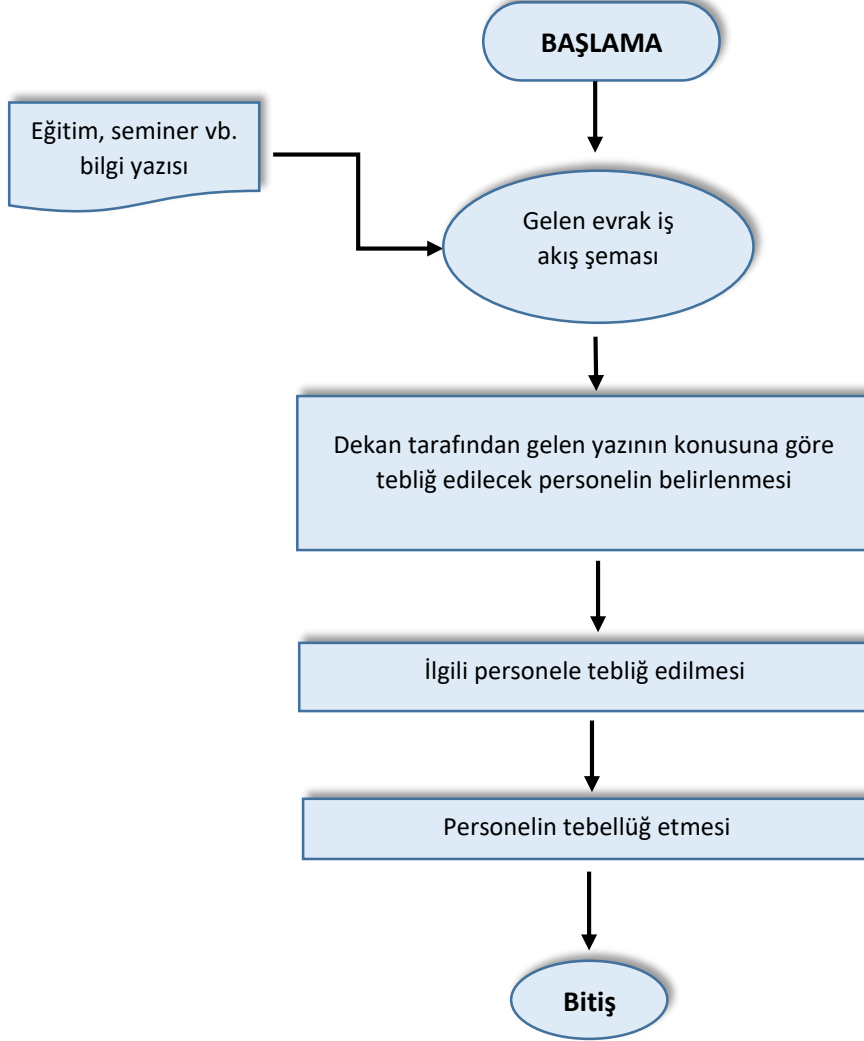 BAŞLAMA
Eğitim, seminer vb.
bilgi yazısı
Gelen evrak iş
akış şeması
Dekan tarafından gelen yazının konusuna göre
tebliğ edilecek personelin belirlenmesi
İlgili personele tebliğ edilmesi
Personelin tebellüğ etmesi
Bitiş